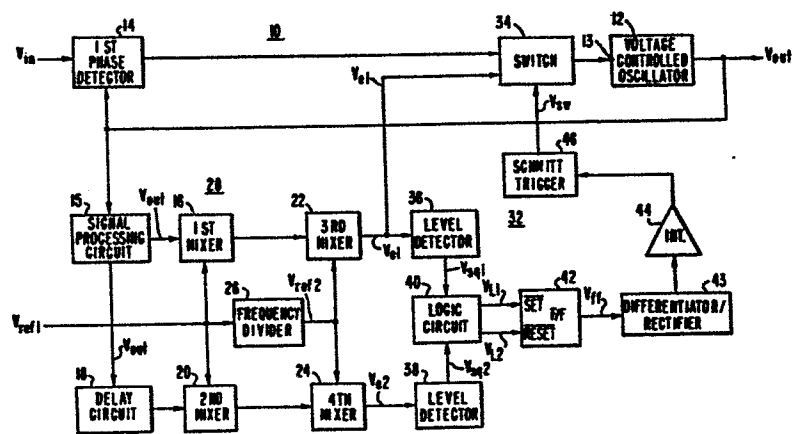 14
10
34
12
V_in
1ST
PHASE
DETECTOR
SWITCH
13
VOLTAGE
CONTROLLED
OSCILLATOR
V_out
V_e1
V_sw
46
SCHMITT
TRIGGER
15
SIGNAL
PROCESSING
CIRCUIT
V_out
28
16
1ST
MIXER
22
3RD
MIXER
V_e1
36
LEVEL
DETECTOR
32
44
INT.
V_sq1
V_ref1
26
FREQUENCY
DIVIDER
V_ref2
40
LOGIC
CIRCUIT
V_L1
V_L2
42
SET
F/F
RESET
V_ff
43
DIFFERENTIATOR/
RECTIFIER
V_out
18
DELAY
CIRCUIT
20
2ND
MIXER
24
4TH
MIXER
V_e2
38
LEVEL
DETECTOR
V_sq2